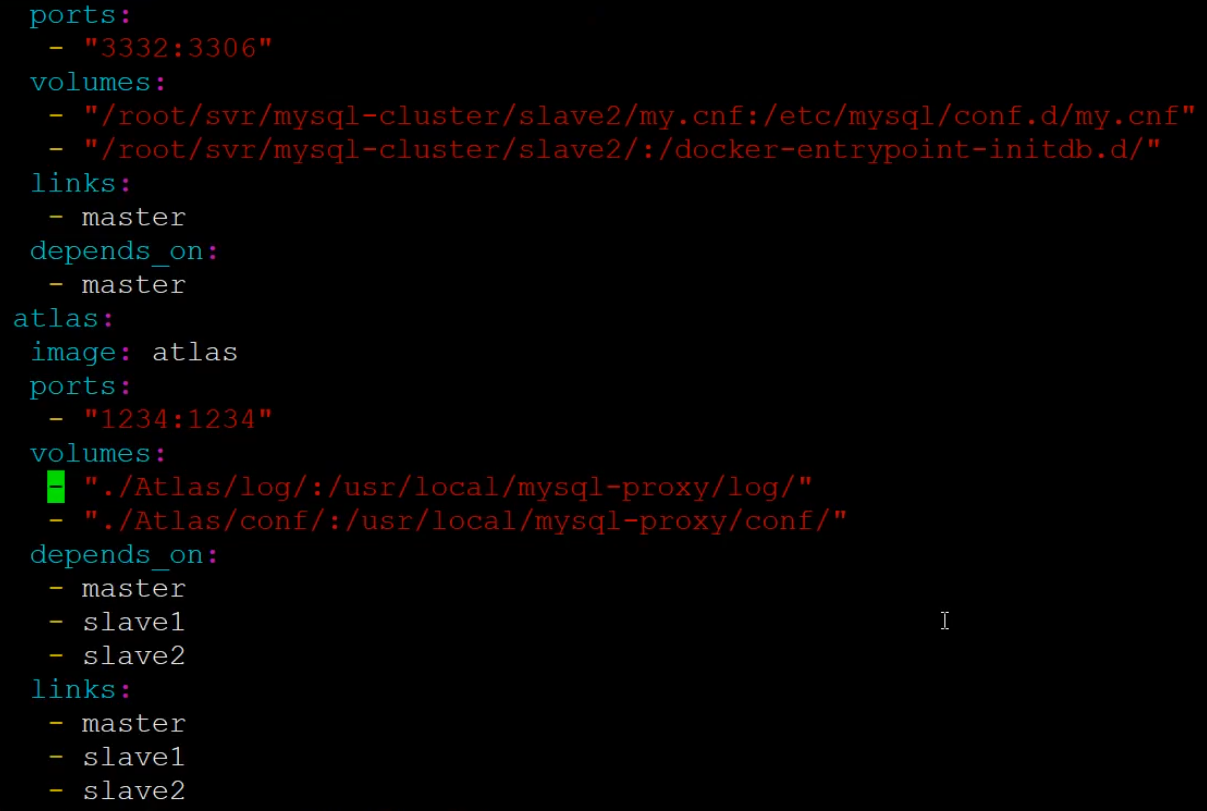 ports:
- "3332:3306"
volumes:
- "/root/svr/mysql-cluster/slave2/my.cnf:/etc/mysql/conf.d/my.cnf"
- "/root/svr/mysql-cluster/slave2/:/docker-entrypoint-initdb.d/"
links:
- master
depends_on:
- master
atlas:
image: atlas
ports:
- "1234:1234"
volumes:
- "./Atlas/log/:/usr/local/mysql-proxy/log/"
- "./Atlas/conf/:/usr/local/mysql-proxy/conf/"
depends_on:
- master
- slave1
- slave2
links:
- master
- slave1
- slave2